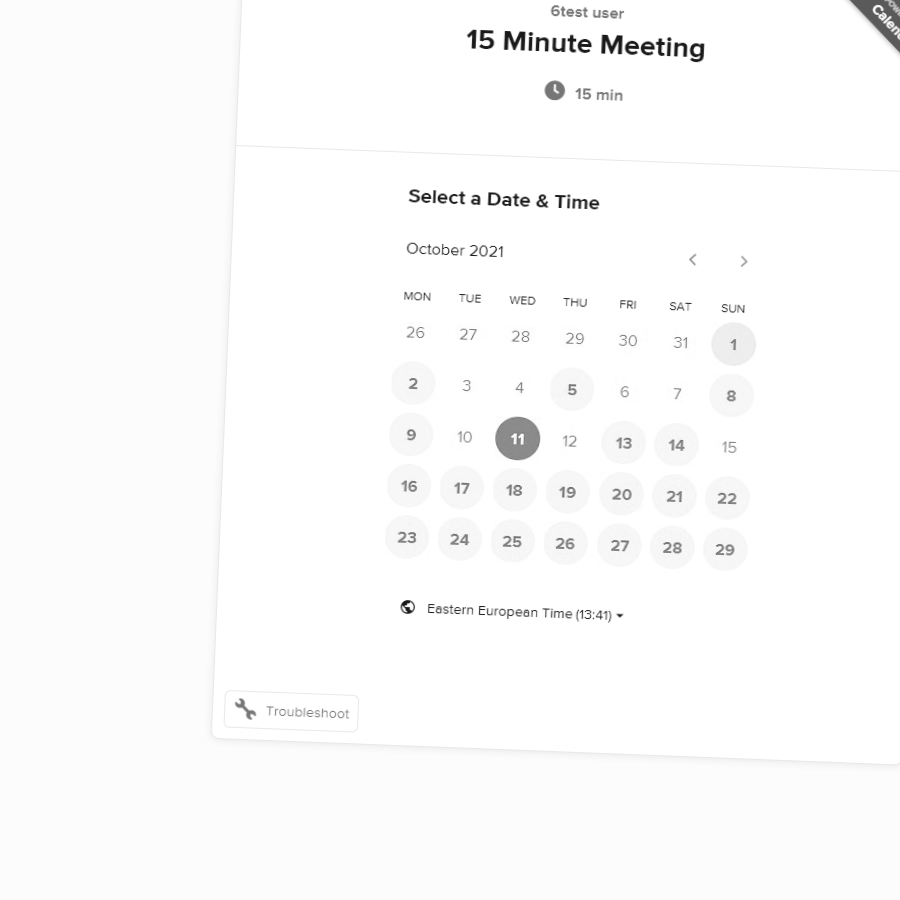 6test user
15 Minute Meeting
15 min
Select a Date & Time
October 2021
MON TUE WED THU FRI SAT SUN
26 27 28 29 30 31 1
2 3 4 5 6 7 8
9 10 11 12 13 14 15
16 17 18 19 20 21 22
23 24 25 26 27 28 29
Eastern European Time (13:41)
Troubleshoot